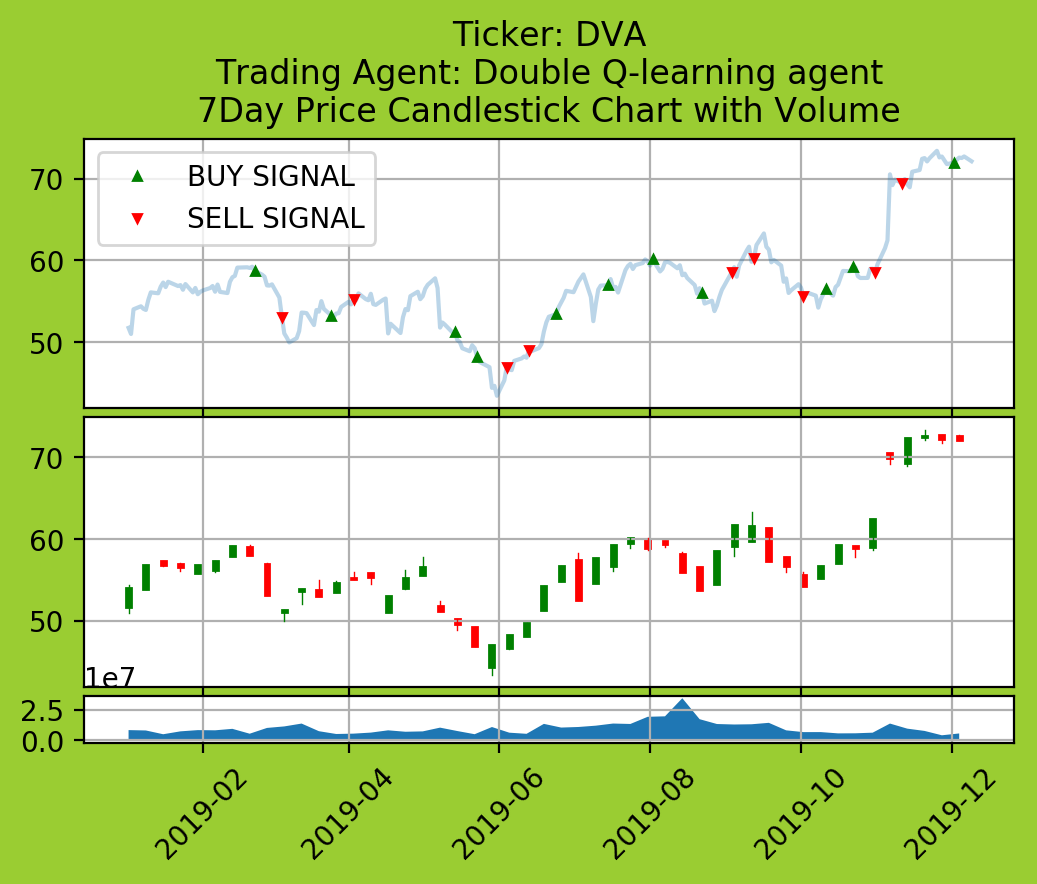 Ticker: DVA
Trading Agent: Double Q-learning agent
7Day Price Candlestick Chart with Volume
BUY SIGNAL
SELL SIGNAL
70
60
50
70
60
50
1e7
2.5
0.0
2019-02
2019-04
2019-06
2019-08
2019-10
2019-12